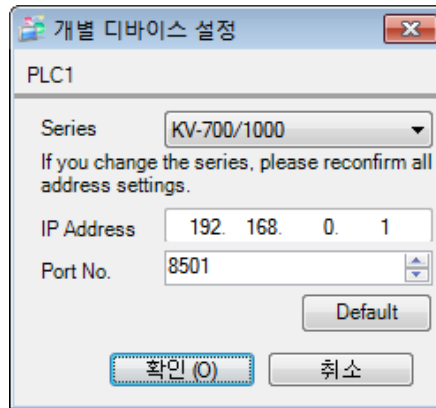 개별 디바이스 설정
PLC1
Series KV-700/1000
If you change the series, please reconfirm all
address settings.
IP Address 192. 168. 0. 1
Port No. 8501
Default
확인 (O) 취소